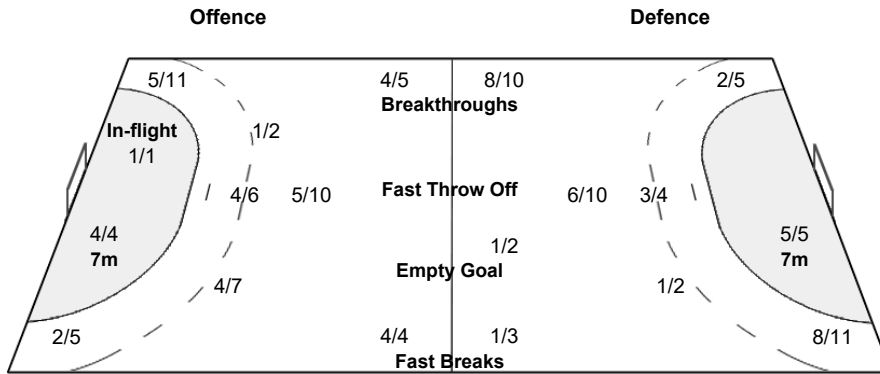 Offence Defence
5/11 4/5 8/10 2/5
Breakthroughs
In-flight 1/2
1/1
4/6 5/10 Fast Throw Off 6/10 3/4
4/4 5/5
7m 1/2 7m
Empty Goal
4/7 1/2
2/5 4/4 1/3 8/11
Fast Breaks